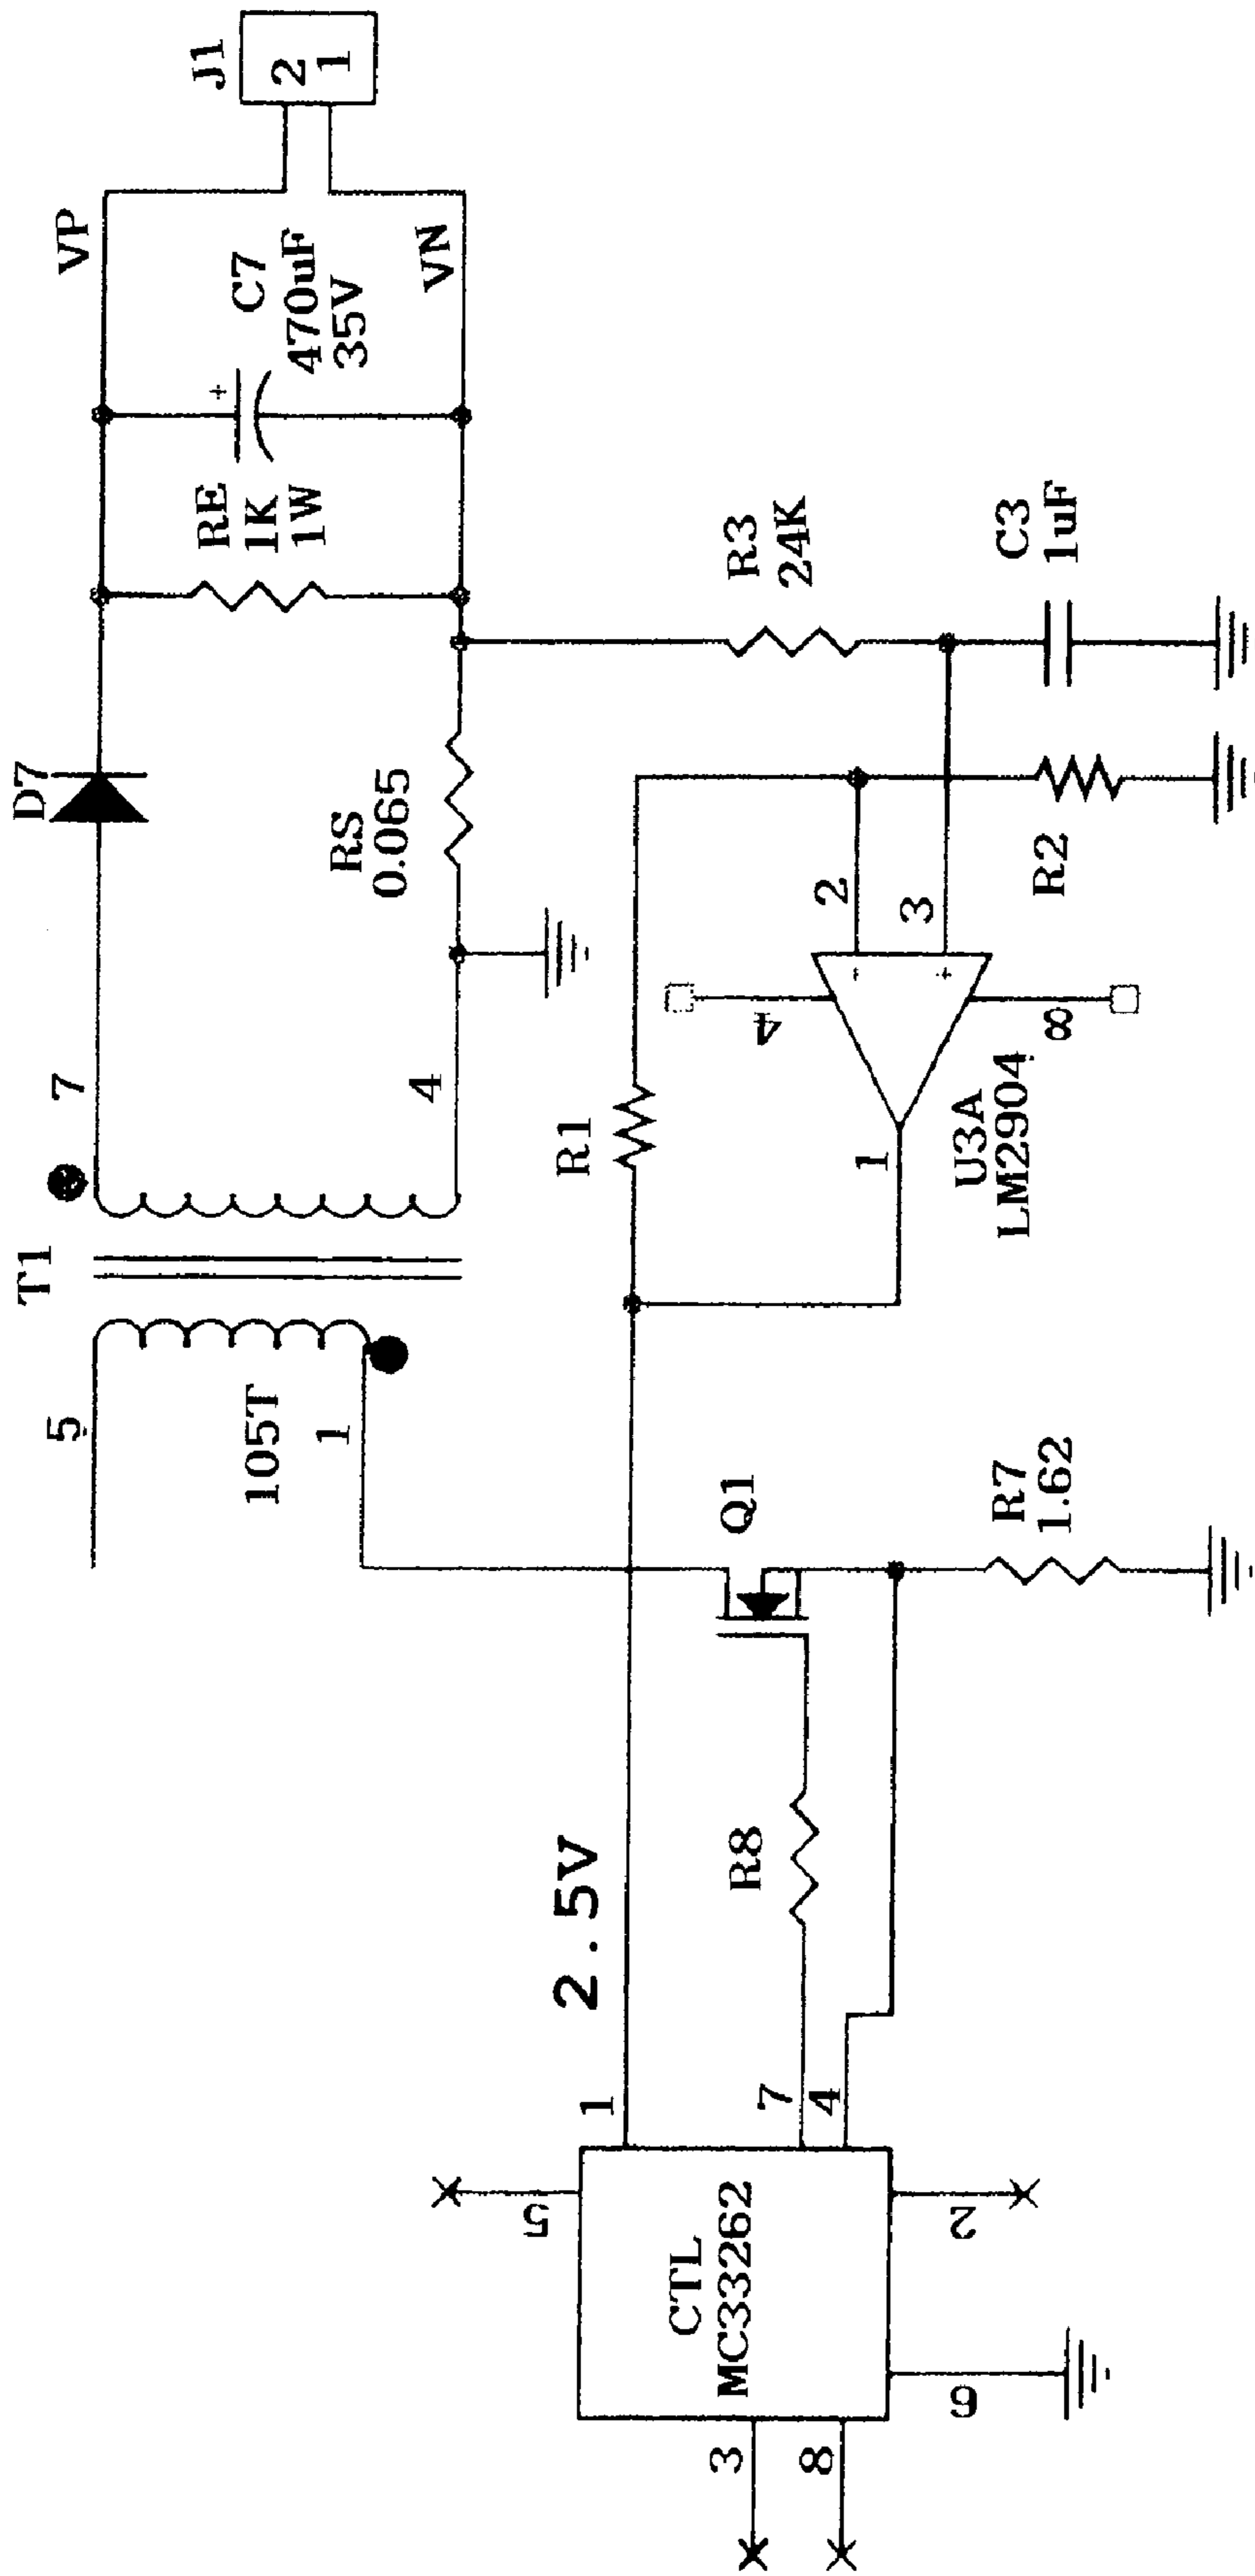 T1
5
105T
1
7
4
D7
RS
0.065
RE
1K
1W
C7
470uF
35V
VP
VN
J1
2
1
2.5V
R1
R3
24K
C3
1uF
R2
2
3
4
8
1
U3A
LM2904
-
+
+
Q1
R7
1.62
R8
1
7
4
5
2
6
3
8
CTL
MC33262